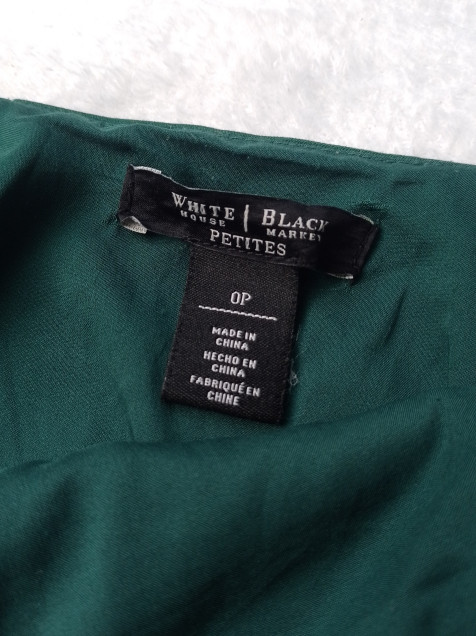 WHITE | BLACK
HOUSE MARKET
PETITES
0P
MADE IN
CHINA
HECHO EN
CHINA
FABRIQUÉ EN
CHINE